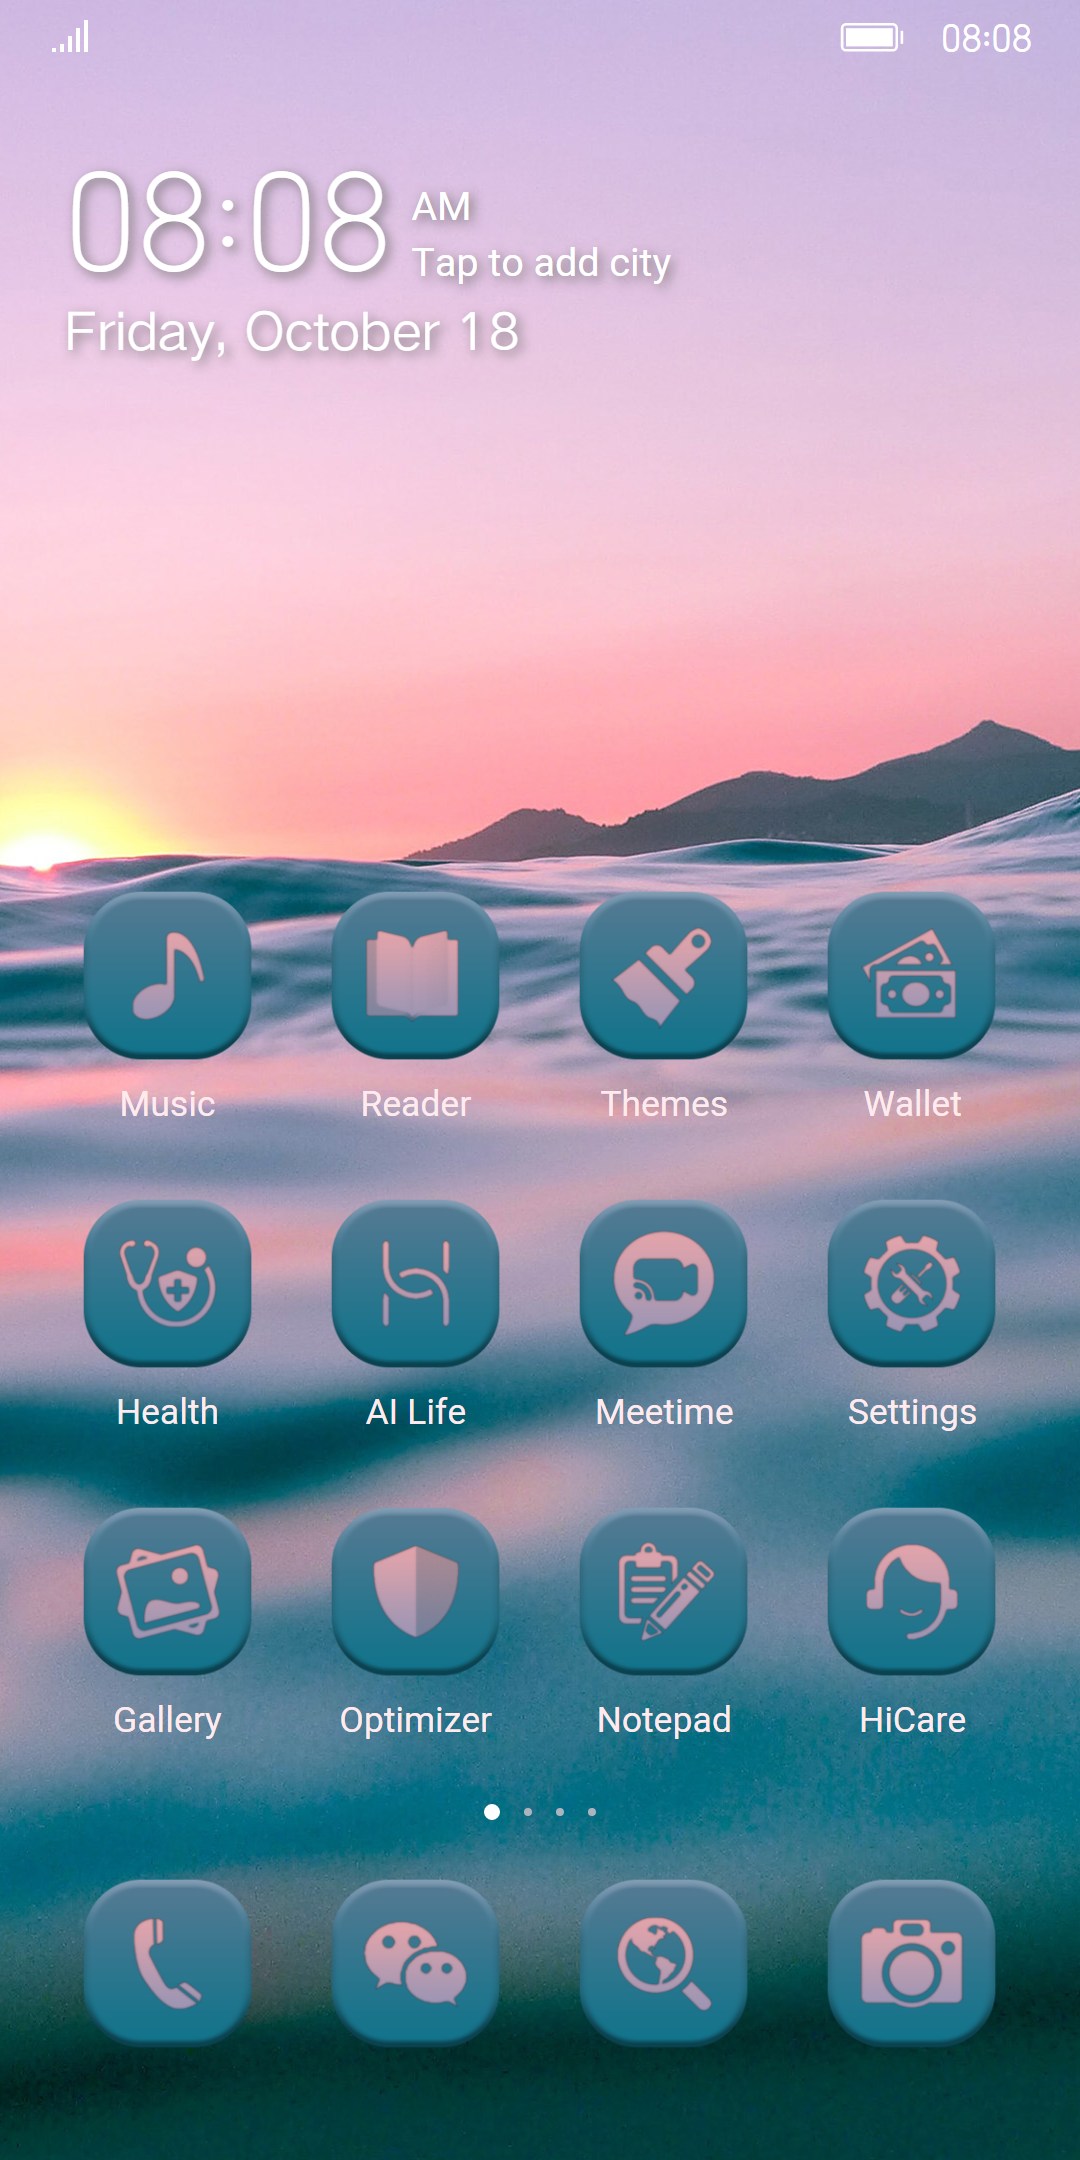 08:08
08:08 AM
Tap to add city
Friday, October 18
Music Reader Themes Wallet
Health AI Life Meetime Settings
Gallery Optimizer Notepad HiCare